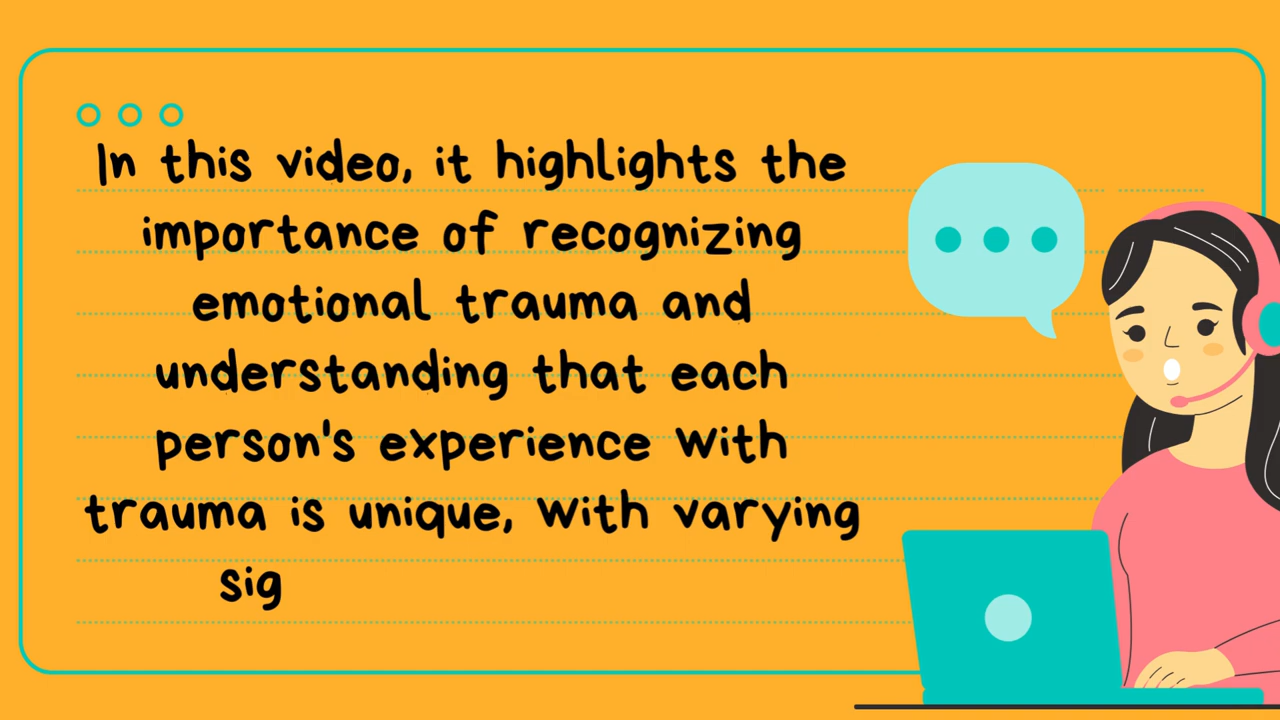 In this video, it highlights the
importance of recognizing
emotional trauma and
understanding that each
person's experience with
trauma is unique, with varying
sig